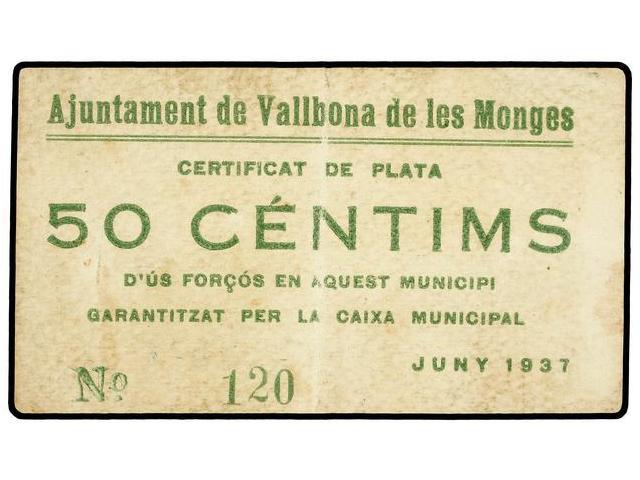 Ajuntament de Vallbona de les Monges
CERTIFICAT DE PLATA
50 CÉNTIMS
D'ÚS FORÇÓS EN AQUEST MUNICIPI
GARANTITZAT PER LA CAIXA MUNICIPAL
JUNY 1937
Nº 120